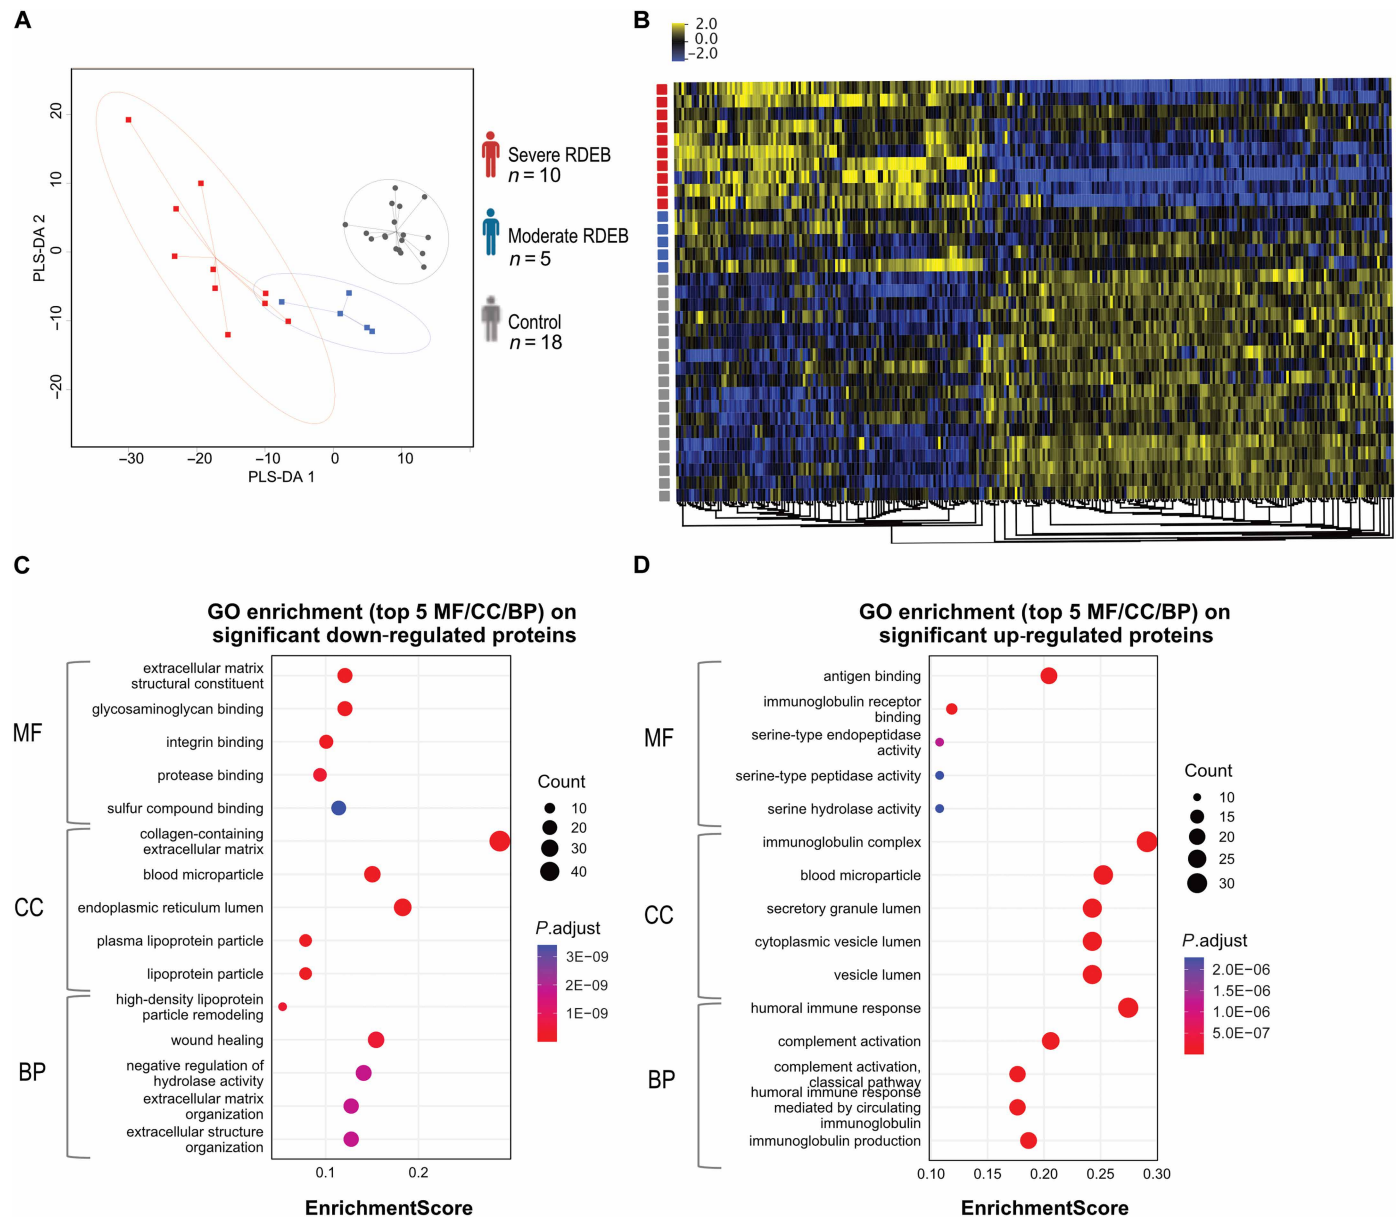 A
20
10
0
−10
−20
PLS-DA 2
−30
−20
−10
0
10
PLS-DA 1
Severe RDEB
n = 10
Moderate RDEB
n = 5
Control
n = 18
B
2.0
0.0
−2.0
C
GO enrichment (top 5 MF/CC/BP) on
significant down-regulated proteins
MF
extracellular matrix
structural constituent
glycosaminoglycan binding
integrin binding
protease binding
sulfur compound binding
CC
collagen-containing
extracellular matrix
blood microparticle
endoplasmic reticulum lumen
plasma lipoprotein particle
lipoprotein particle
BP
high-density lipoprotein
particle remodeling
wound healing
negative regulation of
hydrolase activity
extracellular matrix
organization
extracellular structure
organization
0.1
0.2
EnrichmentScore
Count
10
20
30
40
P.adjust
3E−09
2E−09
1E−09
D
GO enrichment (top 5 MF/CC/BP) on
significant up-regulated proteins
MF
antigen binding
immunoglobulin receptor
binding
serine-type endopeptidase
activity
serine-type peptidase activity
serine hydrolase activity
CC
immunoglobulin complex
blood microparticle
secretory granule lumen
cytoplasmic vesicle lumen
vesicle lumen
BP
humoral immune response
complement activation
complement activation,
classical pathway
humoral immune response
mediated by circulating
immunoglobulin
immunoglobulin production
0.10
0.15
0.20
0.25
0.30
EnrichmentScore
Count
10
15
20
25
30
P.adjust
2.0E−06
1.5E−06
1.0E−06
5.0E−07